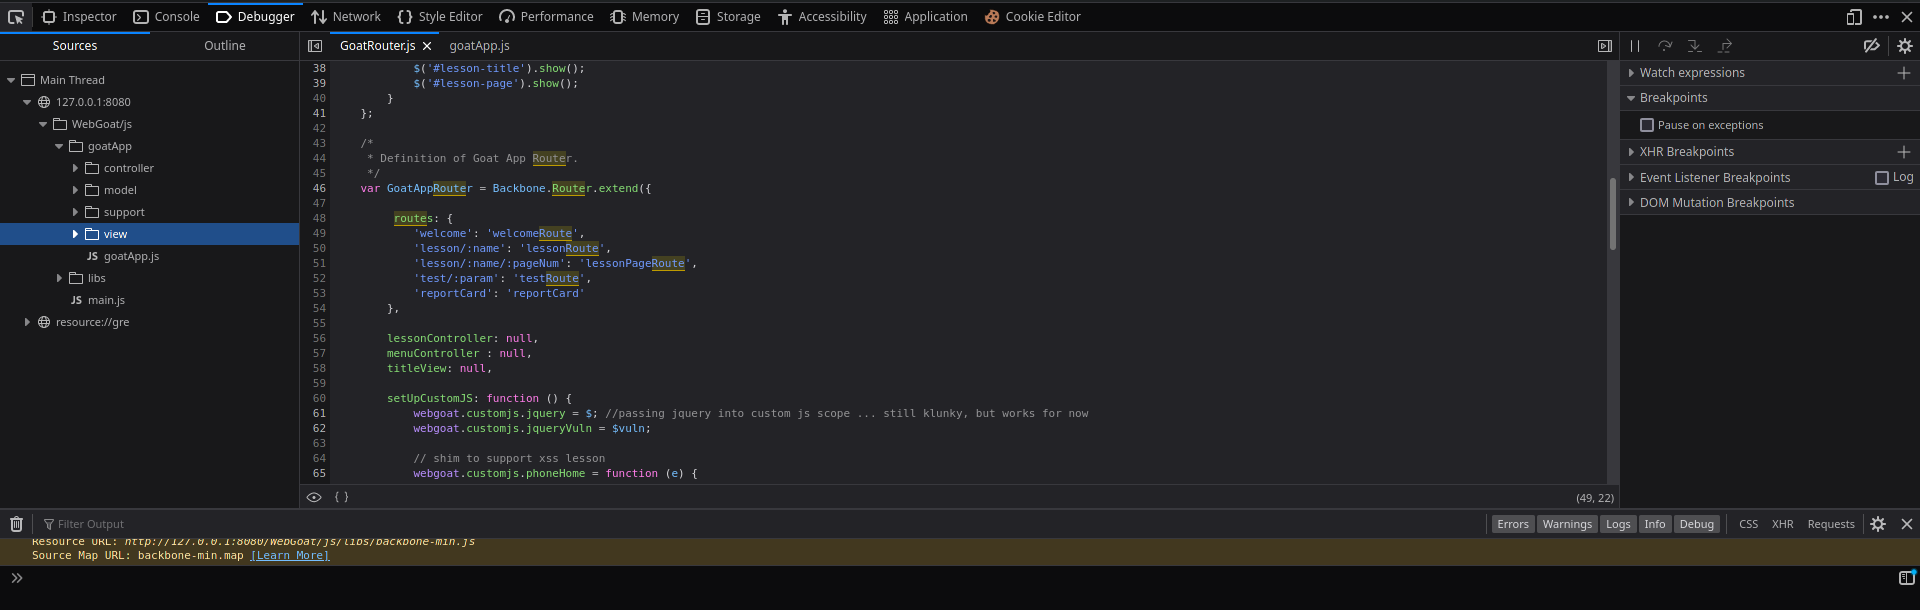 Inspector Console Debugger Network Style Editor Performance Memory Storage Accessibility Application Cookie Editor
Sources Outline
Main Thread
127.0.0.1:8080
WebGoat/js
goatApp
controller
model
support
view
JS goatApp.js
libs
JS main.js
resource://gre
GoatRouter.js goatApp.js
38 $('#lesson-title').show();
39 $('#lesson-page').show();
40 }
41 };
42
43 /*
44 * Definition of Goat App Router.
45 */
46 var GoatAppRouter = Backbone.Router.extend({
47
48 routes: {
49 'welcome': 'welcomeRoute',
50 'lesson/:name': 'lessonRoute',
51 'lesson/:name/:pageNum': 'lessonPageRoute',
52 'test/:param': 'testRoute',
53 'reportCard': 'reportCard'
54 },
55
56 lessonController: null,
57 menuController : null,
58 titleView: null,
59
60 setUpCustomJS: function () {
61 webgoat.customjs.jquery = $; //passing jquery into custom js scope ... still klunky, but works for now
62 webgoat.customjs.jqueryVuln = $vuln;
63
64 // shim to support xss lesson
65 webgoat.customjs.phoneHome = function (e) {
{ } (49, 22)
Watch expressions
Breakpoints
Pause on exceptions
XHR Breakpoints
Event Listener Breakpoints Log
DOM Mutation Breakpoints
Filter Output Errors Warnings Logs Info Debug CSS XHR Requests
Resource URL: http://127.0.0.1:8080/WebGoat/js/libs/backbone-min.js
Source Map URL: backbone-min.map [Learn More]